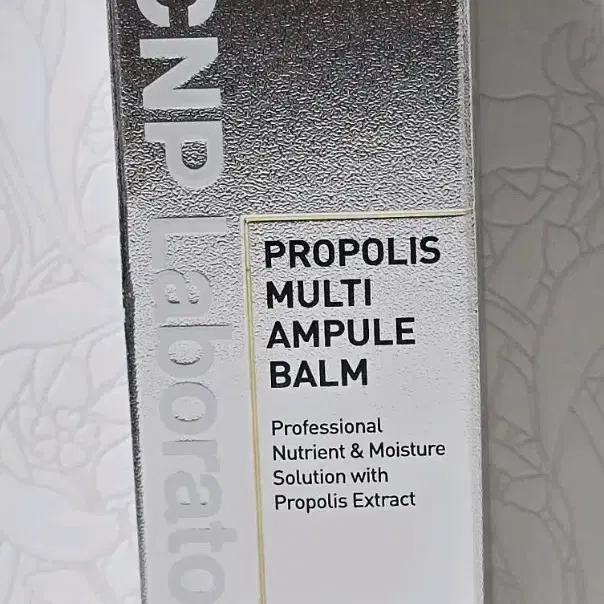 CNP Laborato
PROPOLIS
MULTI
AMPULE
BALM
Professional
Nutrient & Moisture
Solution with
Propolis Extract